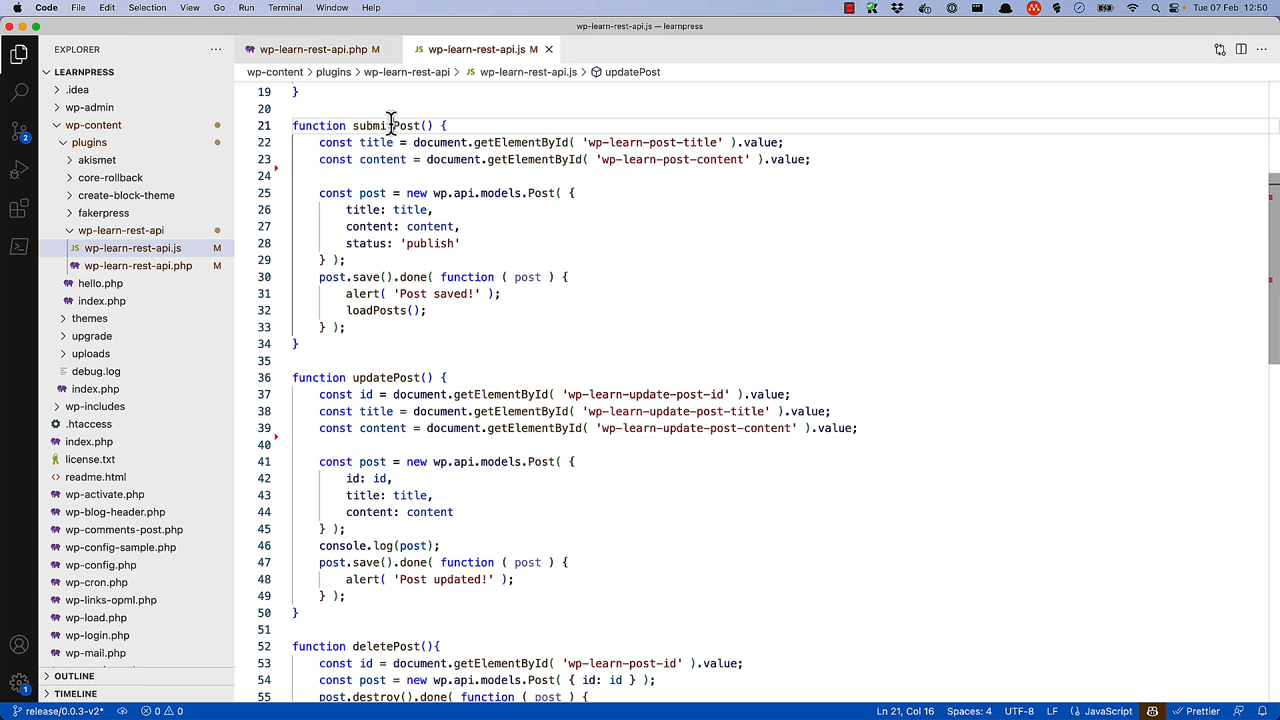 Code File Edit Selection View Go Run Terminal Window Help Tue 07 Feb 12:50
wp-learn-rest-api.js — learnpress
EXPLORER
wp-learn-rest-api.php M
JS wp-learn-rest-api.js M
wp-content > plugins > wp-learn-rest-api > JS wp-learn-rest-api.js > updatePost
LEARNPRESS
.idea
wp-admin
wp-content
plugins
akismet
core-rollback
create-block-theme
fakerpress
wp-learn-rest-api
JS wp-learn-rest-api.js M
wp-learn-rest-api.php M
hello.php
index.php
themes
upgrade
uploads
debug.log
index.php
wp-includes
.htaccess
index.php
license.txt
readme.html
wp-activate.php
wp-blog-header.php
wp-comments-post.php
wp-config-sample.php
wp-config.php
wp-cron.php
wp-links-opml.php
wp-load.php
wp-login.php
wp-mail.php
OUTLINE
TIMELINE
2
1
19 }
20
21 function submitPost() {
22 const title = document.getElementById( 'wp-learn-post-title' ).value;
23 const content = document.getElementById( 'wp-learn-post-content' ).value;
24
25 const post = new wp.api.models.Post( {
26 title: title,
27 content: content,
28 status: 'publish'
29 } );
30 post.save().done( function ( post ) {
31 alert( 'Post saved!' );
32 loadPosts();
33 } );
34 }
35
36 function updatePost() {
37 const id = document.getElementById( 'wp-learn-update-post-id' ).value;
38 const title = document.getElementById( 'wp-learn-update-post-title' ).value;
39 const content = document.getElementById( 'wp-learn-update-post-content' ).value;
40
41 const post = new wp.api.models.Post( {
42 id: id,
43 title: title,
44 content: content
45 } );
46 console.log(post);
47 post.save().done( function ( post ) {
48 alert( 'Post updated!' );
49 } );
50 }
51
52 function deletePost(){
53 const id = document.getElementById( 'wp-learn-post-id' ).value;
54 const post = new wp.api.models.Post( { id: id } );
55 post.destroy().done( function ( post ) {
release/0.0.3-v2* 0 0 Ln 21, Col 16 Spaces: 4 UTF-8 LF {} JavaScript Prettier